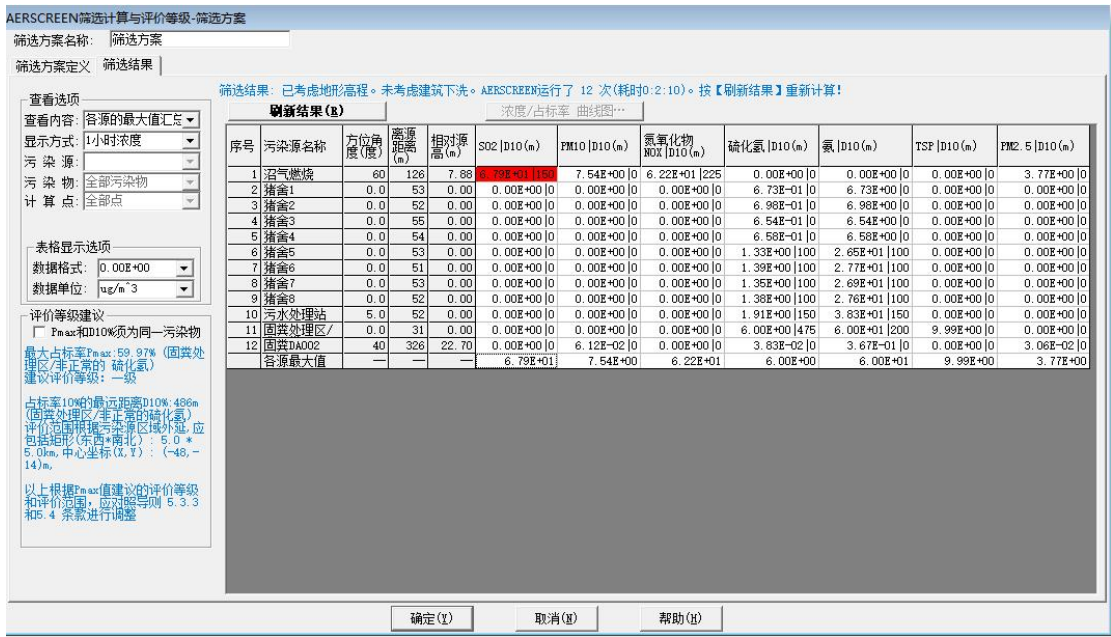 AERSCREEN筛选计算与评价等级-筛选方案
筛选方案名称: 筛选方案
筛选方案定义 筛选结果
筛选结果: 已考虑地形高程。未考虑建筑下洗。AERSCREEN运行了 12 次(耗时0:2:10)。按【刷新结果】重新计算!
查看选项
查看内容: 各源的最大值汇总
显示方式: 1小时浓度
污 染 源:
污 染 物: 全部污染物
计 算 点: 全部点
表格显示选项
数据格式: 0.00E+00
数据单位: ug/m^3
评价等级建议
Pmax和D10%须为同一污染物
最大占标率Pmax:59.97% (固粪处
理区/非正常的 硫化氢)
建议评价等级: 一级
占标率10%的最远距离D10%:486m
(固粪处理区/非正常的硫化氢)
评价范围根据污染源区域外延,应
包括矩形(东西*南北): 5.0 *
5.0km,中心坐标(X,Y): (-48,-
14)m,
以上根据Pmax值建议的评价等级
和评价范围,应对照导则 5.3.3
和5.4 条款进行调整
刷新结果(R) 浓度/占标率 曲线图…
序号 污染源名称 方位角度(度) 离源距离(m) 相对源高(m) SO2|D10(m) PM10|D10(m) 氮氧化物NOX|D10(m) 硫化氢|D10(m) 氨|D10(m) TSP|D10(m) PM2.5|D10(m)
1 沼气燃烧 60 126 7.88 6.79E+01|150 7.54E+00|0 6.22E+01|225 0.00E+00|0 0.00E+00|0 0.00E+00|0 3.77E+00|0
2 猪舍1 0.0 53 0.00 0.00E+00|0 0.00E+00|0 0.00E+00|0 6.73E-01|0 6.73E+00|0 0.00E+00|0 0.00E+00|0
3 猪舍2 0.0 52 0.00 0.00E+00|0 0.00E+00|0 0.00E+00|0 6.98E-01|0 6.98E+00|0 0.00E+00|0 0.00E+00|0
4 猪舍3 0.0 55 0.00 0.00E+00|0 0.00E+00|0 0.00E+00|0 6.54E-01|0 6.54E+00|0 0.00E+00|0 0.00E+00|0
5 猪舍4 0.0 54 0.00 0.00E+00|0 0.00E+00|0 0.00E+00|0 6.58E-01|0 6.58E+00|0 0.00E+00|0 0.00E+00|0
6 猪舍5 0.0 53 0.00 0.00E+00|0 0.00E+00|0 0.00E+00|0 1.33E+00|100 2.65E+01|100 0.00E+00|0 0.00E+00|0
7 猪舍6 0.0 51 0.00 0.00E+00|0 0.00E+00|0 0.00E+00|0 1.39E+00|100 2.77E+01|100 0.00E+00|0 0.00E+00|0
8 猪舍7 0.0 53 0.00 0.00E+00|0 0.00E+00|0 0.00E+00|0 1.35E+00|100 2.69E+01|100 0.00E+00|0 0.00E+00|0
9 猪舍8 0.0 52 0.00 0.00E+00|0 0.00E+00|0 0.00E+00|0 1.38E+00|100 2.76E+01|100 0.00E+00|0 0.00E+00|0
10 污水处理站 5.0 52 0.00 0.00E+00|0 0.00E+00|0 0.00E+00|0 1.91E+00|150 3.83E+01|150 0.00E+00|0 0.00E+00|0
11 固粪处理区/ 0.0 31 0.00 0.00E+00|0 0.00E+00|0 0.00E+00|0 6.00E+00|475 6.00E+01|200 9.99E+00|0 0.00E+00|0
12 固粪DA002 40 326 22.70 0.00E+00|0 6.12E-02|0 0.00E+00|0 3.83E-02|0 3.67E-01|0 0.00E+00|0 3.06E-02|0
各源最大值 — — — 6.79E+01 7.54E+00 6.22E+01 6.00E+00 6.00E+01 9.99E+00 3.77E+00
确定(Y) 取消(N) 帮助(H)